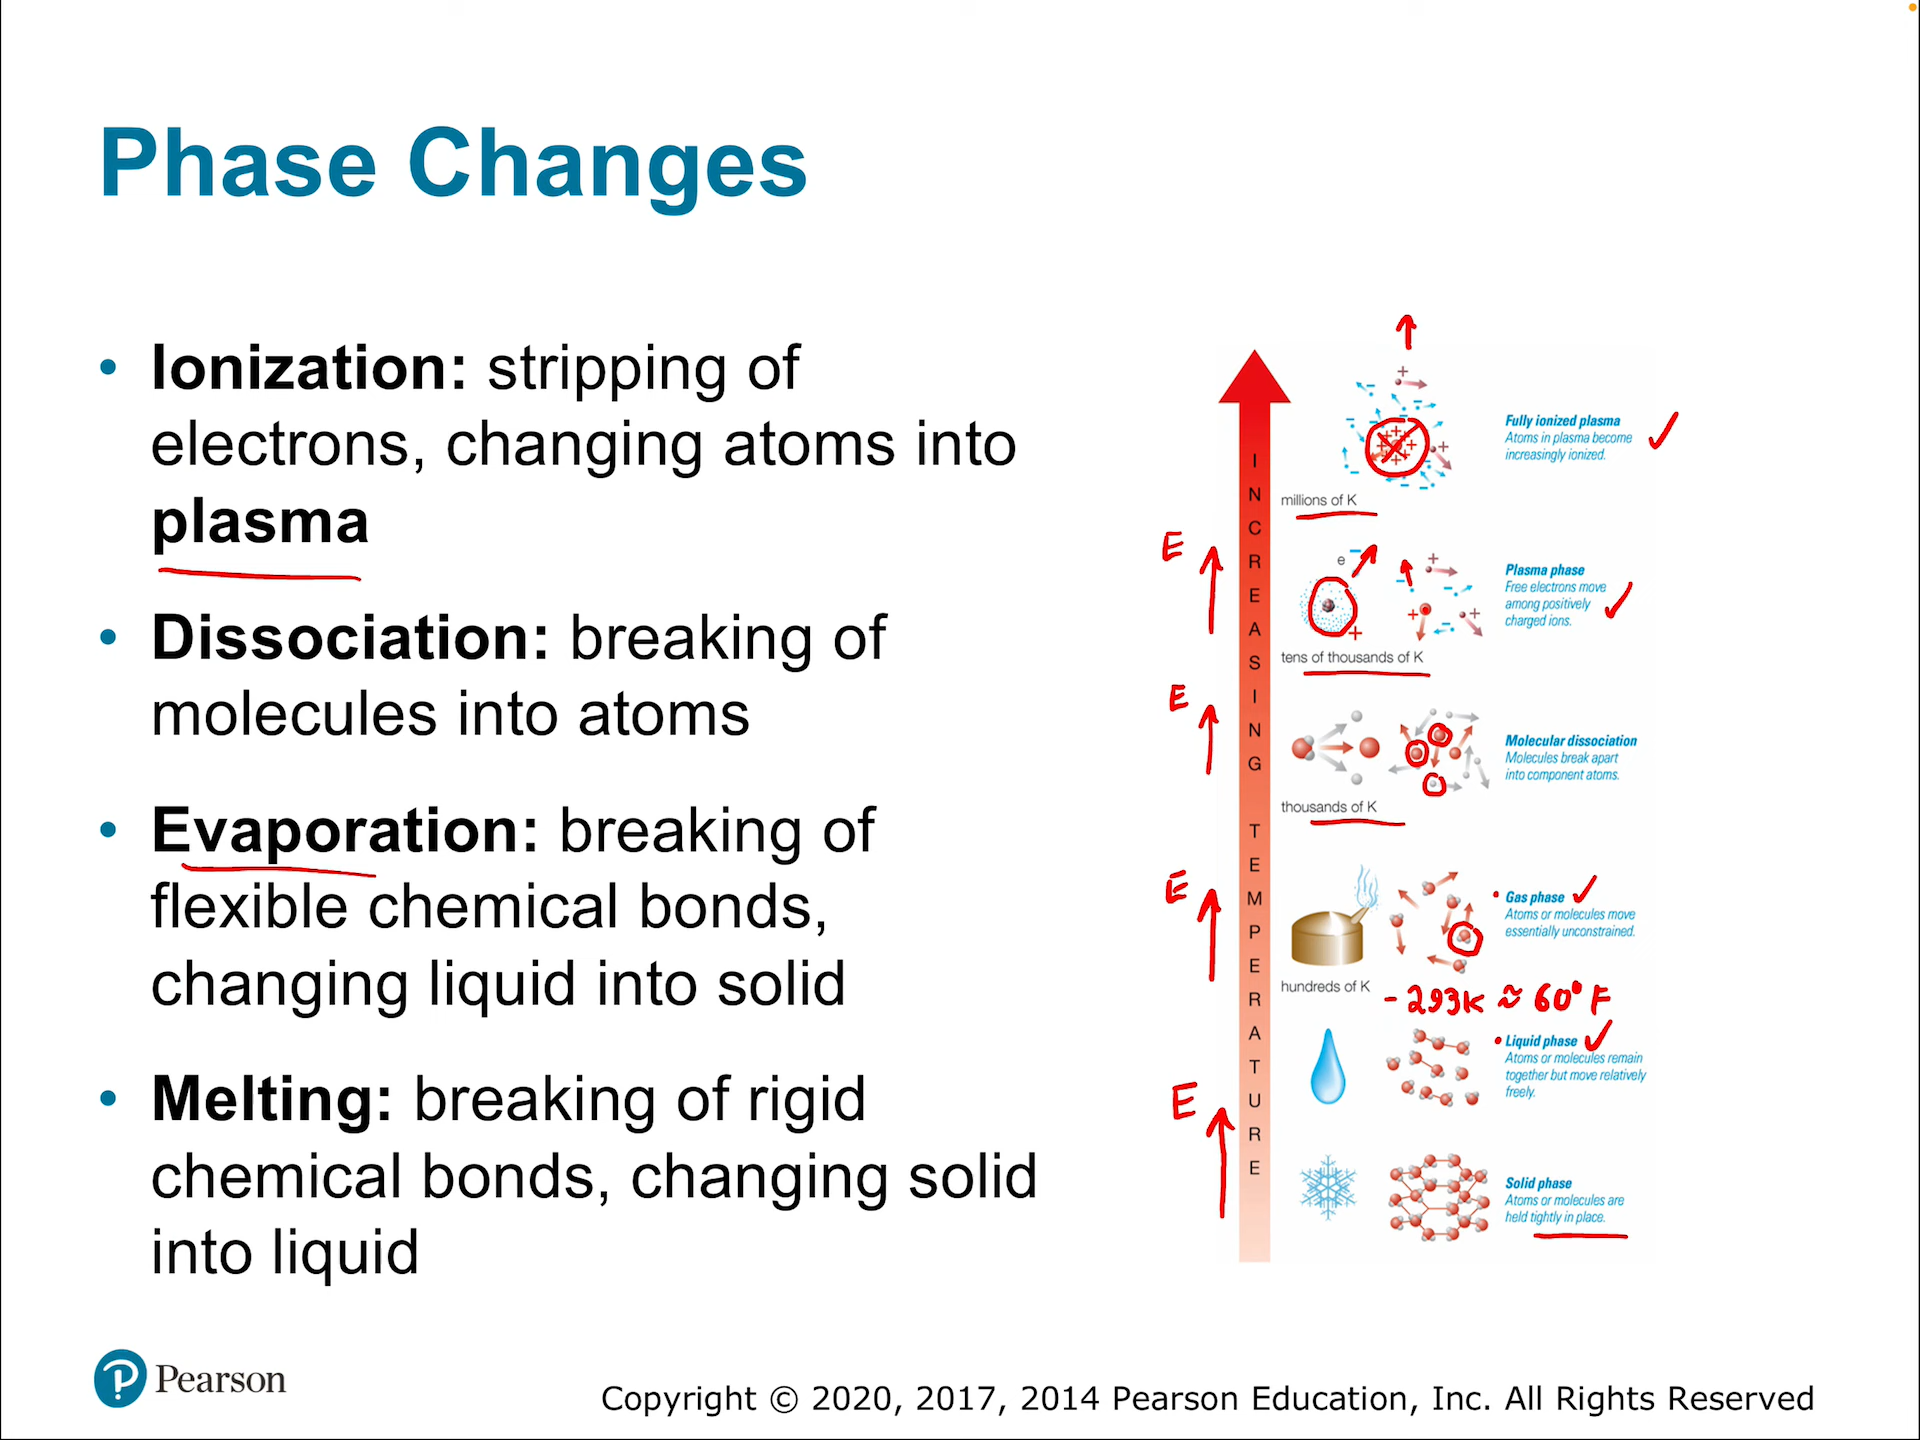 Phase Changes
• Ionization: stripping of
electrons, changing atoms into
plasma
• Dissociation: breaking of
molecules into atoms
• Evaporation: breaking of
flexible chemical bonds,
changing liquid into solid
• Melting: breaking of rigid
chemical bonds, changing solid
into liquid
INCREASING TEMPERATURE
E
E
E
E
Fully ionized plasma
Atoms in plasma become
increasingly ionized.
millions of K
e⁻
Plasma phase
Free electrons move
among positively
charged ions.
tens of thousands of K
Molecular dissociation
Molecules break apart
into component atoms.
thousands of K
Gas phase
Atoms or molecules move
essentially unconstrained.
hundreds of K
- 293K ≈ 60° F
Liquid phase
Atoms or molecules remain
together but move relatively
freely.
Solid phase
Atoms or molecules are
held tightly in place.
Pearson
Copyright © 2020, 2017, 2014 Pearson Education, Inc. All Rights Reserved